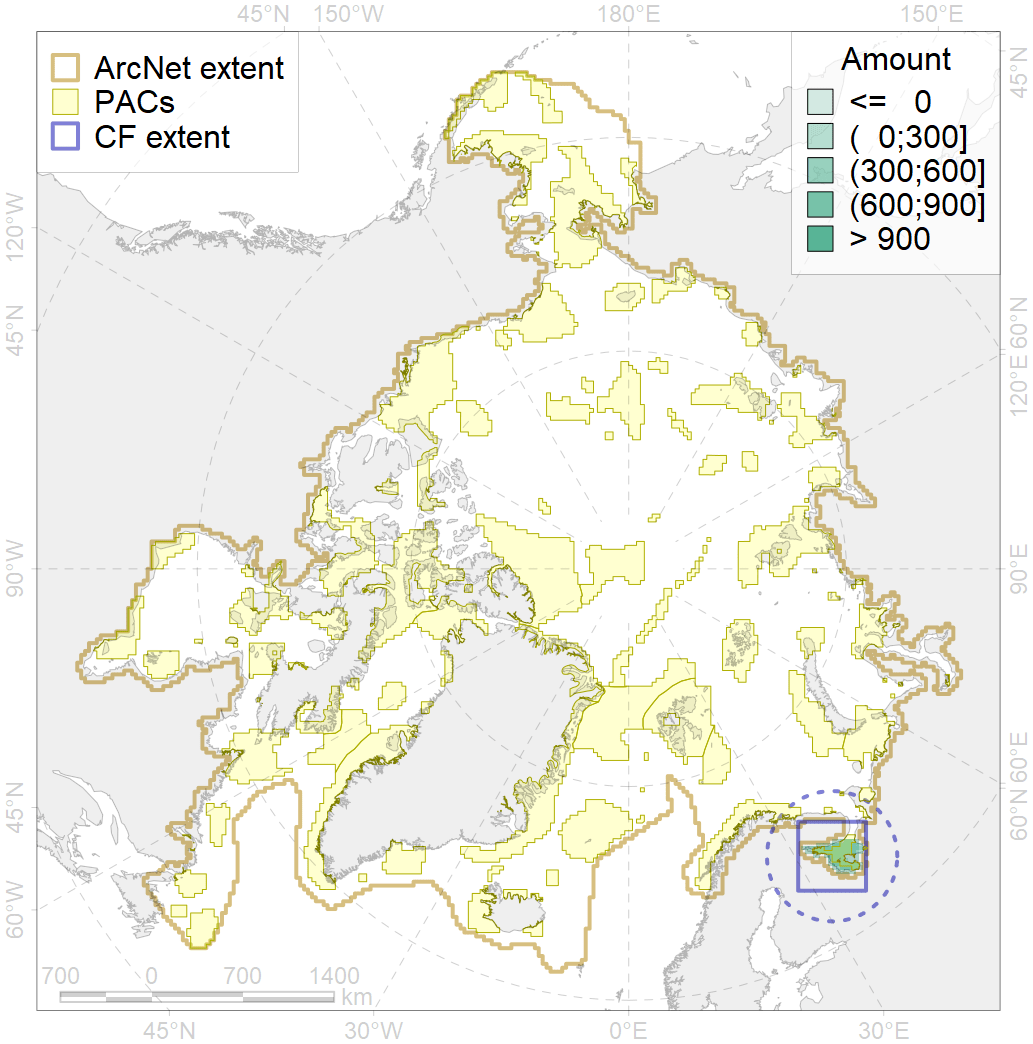 45°N 150°W 180°E 150°E
ArcNet extent
PACs
CF extent
Amount
<= 0
( 0;300]
(300;600]
(600;900]
> 900
45°N
120°W
45°N
90°W
45°N
60°W
60°N
120°E
90°E
60°E
60°N
700 0 700 1400
km
45°N 30°W 0°E 30°E